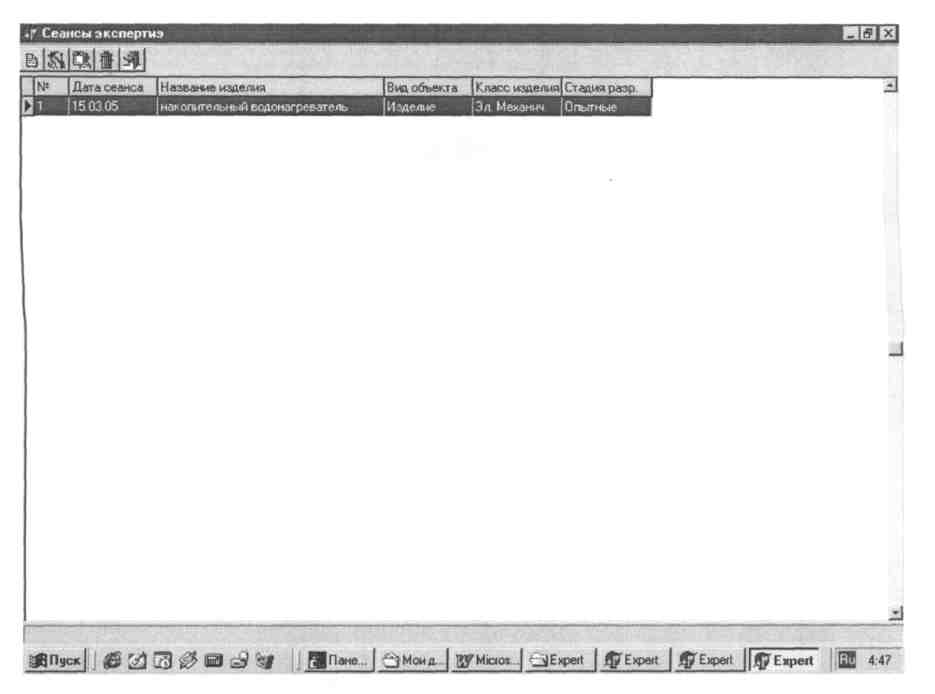 Сеансы экспертиз
№ Дата сеанса Название изделия Вид объекта Класс изделия Стадия разр.
1 15.03.05 накопительный водонагреватель Изделие Эл. Механич. Опытные
Пуск Пане... Мои д... Micros... Expert Expert Expert Expert Ru 4:47